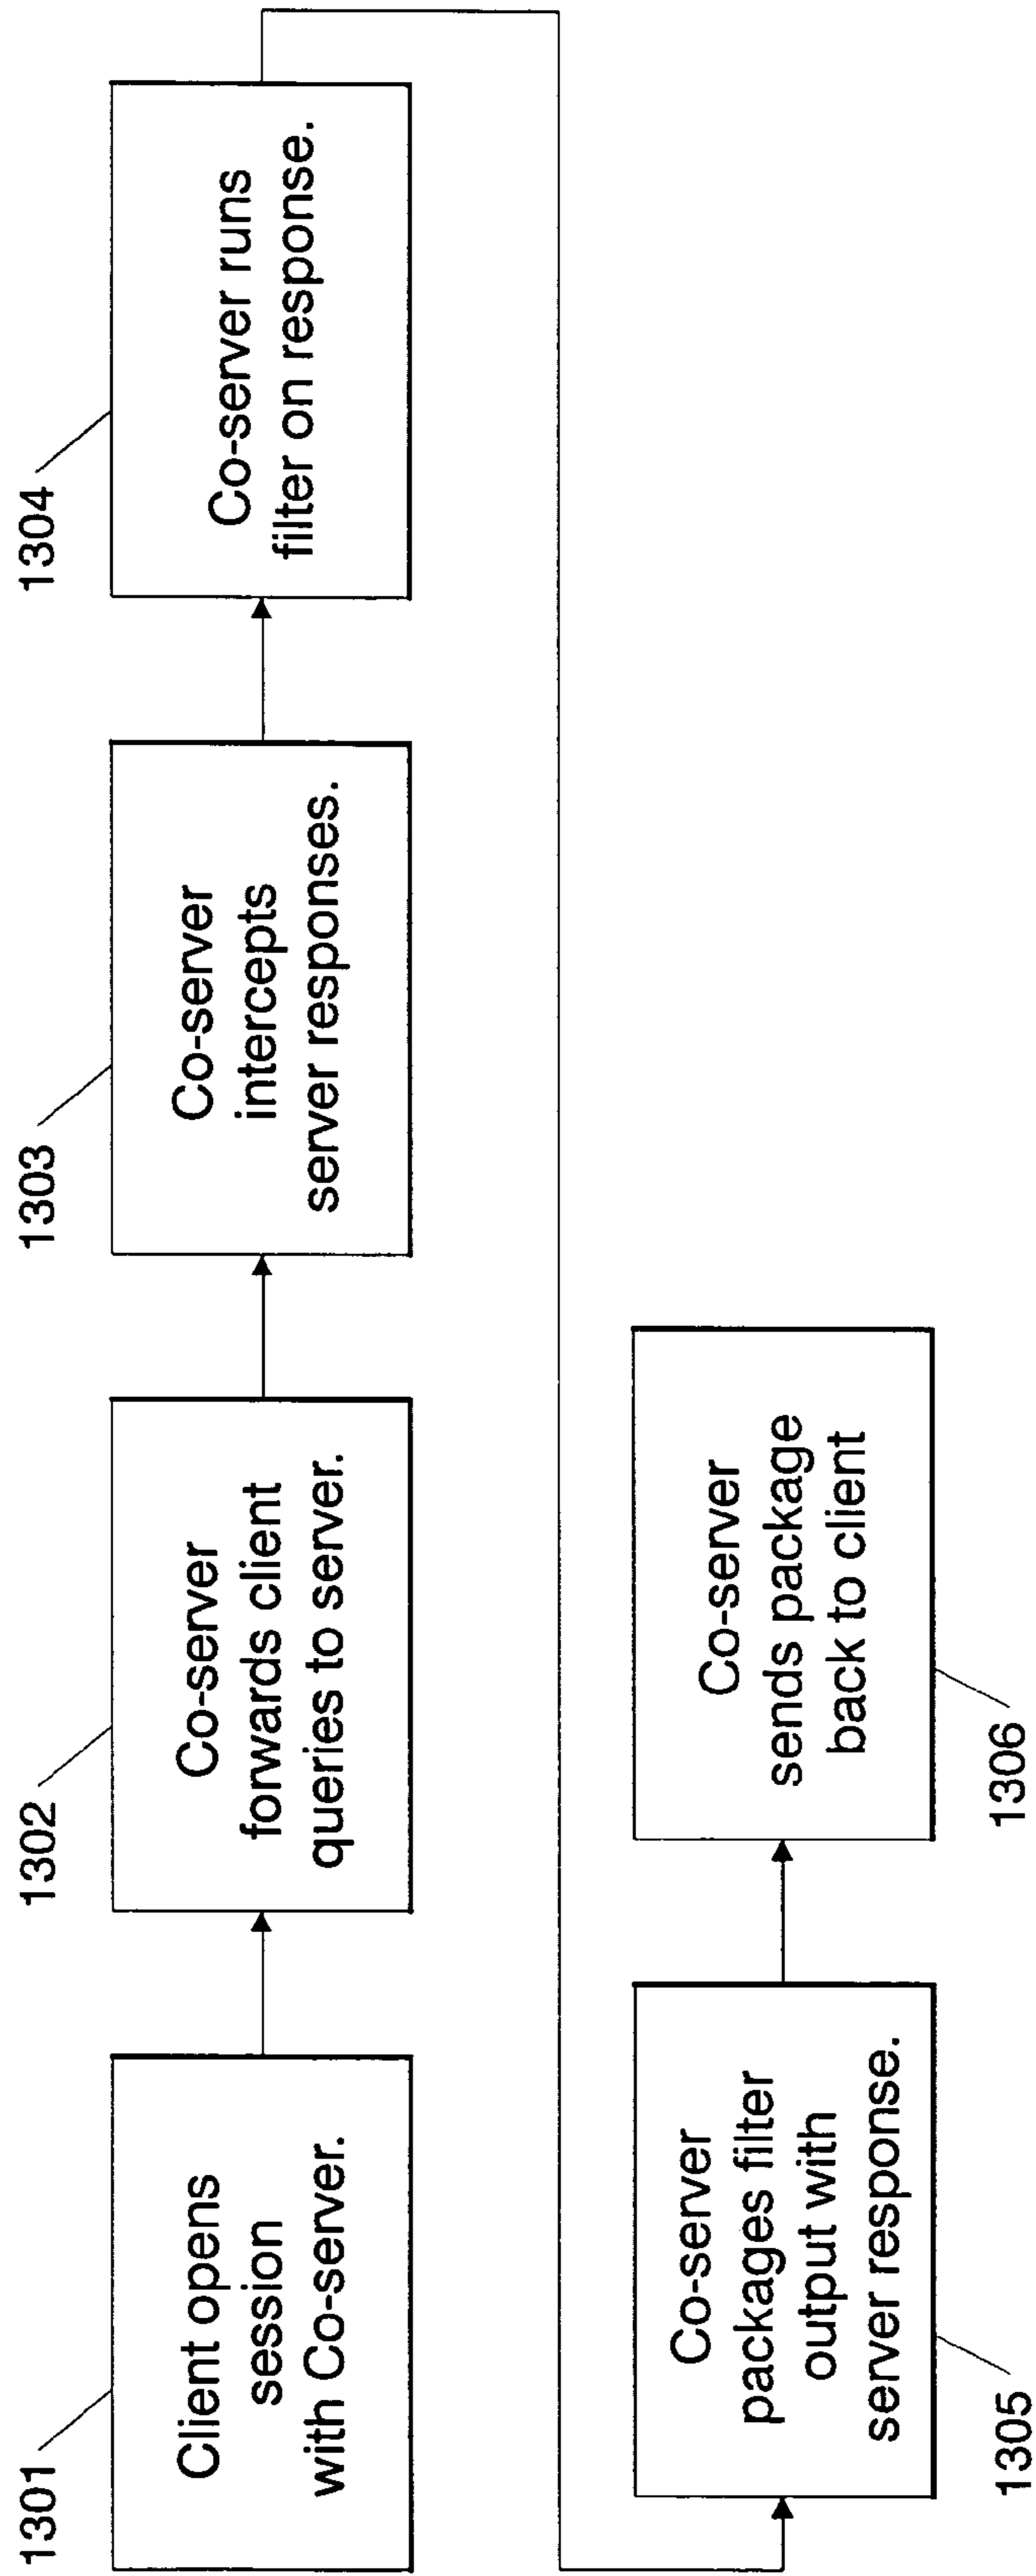 1301
Client opens
session
with Co-server.
1302
Co-server
forwards client
queries to server.
1303
Co-server
intercepts
server responses.
1304
Co-server runs
filter on response.
1305
Co-server
packages filter
output with
server response.
1306
Co-server
sends package
back to client